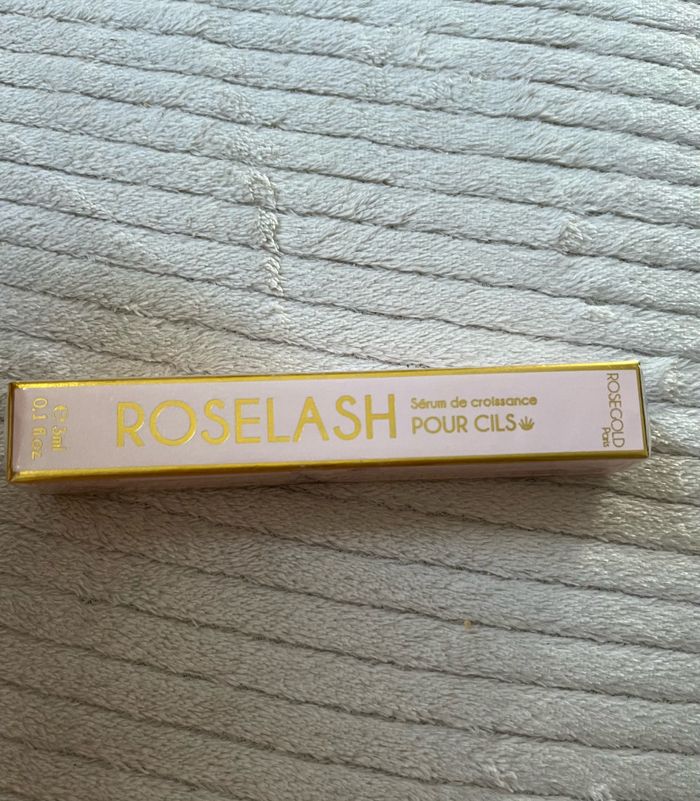 ROSELASH
Sérum de croissance
POUR CILS
ROSEGOLD
Paris
℮ 3ml
0.1 fl oz